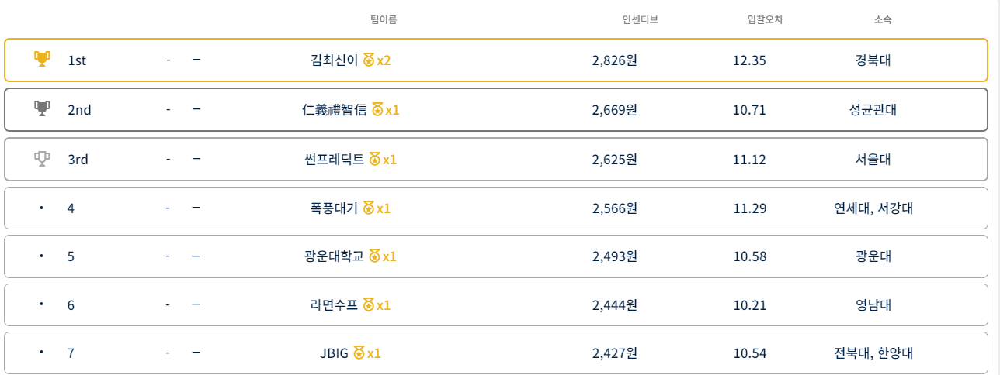 팀이름 인센티브 입찰오차 소속
1st - – 김최신이 x2 2,826원 12.35 경북대
2nd - – 仁義禮智信 x1 2,669원 10.71 성균관대
3rd - – 썬프레딕트 x1 2,625원 11.12 서울대
• 4 - – 폭풍대기 x1 2,566원 11.29 연세대, 서강대
• 5 - – 광운대학교 x1 2,493원 10.58 광운대
• 6 - – 라면수프 x1 2,444원 10.21 영남대
• 7 - – JBIG x1 2,427원 10.54 전북대, 한양대